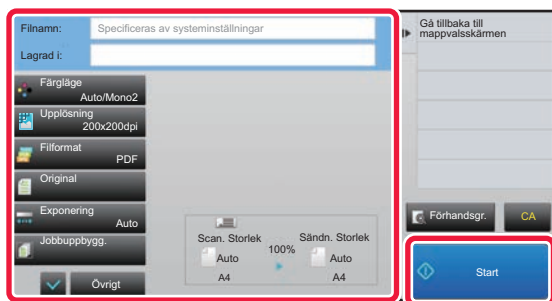 Filnamn:
Specificeras av systeminställningar
Lagrad i:
Färgläge
Auto/Mono2
Upplösning
200x200dpi
Filformat
PDF
Original
Exponering
Auto
Jobbuppbygg.
Övrigt
Scan. Storlek
Auto
A4
100%
Sändn. Storlek
Auto
A4
Gå tillbaka till
mappvalsskärmen
Förhandsgr.
CA
Start